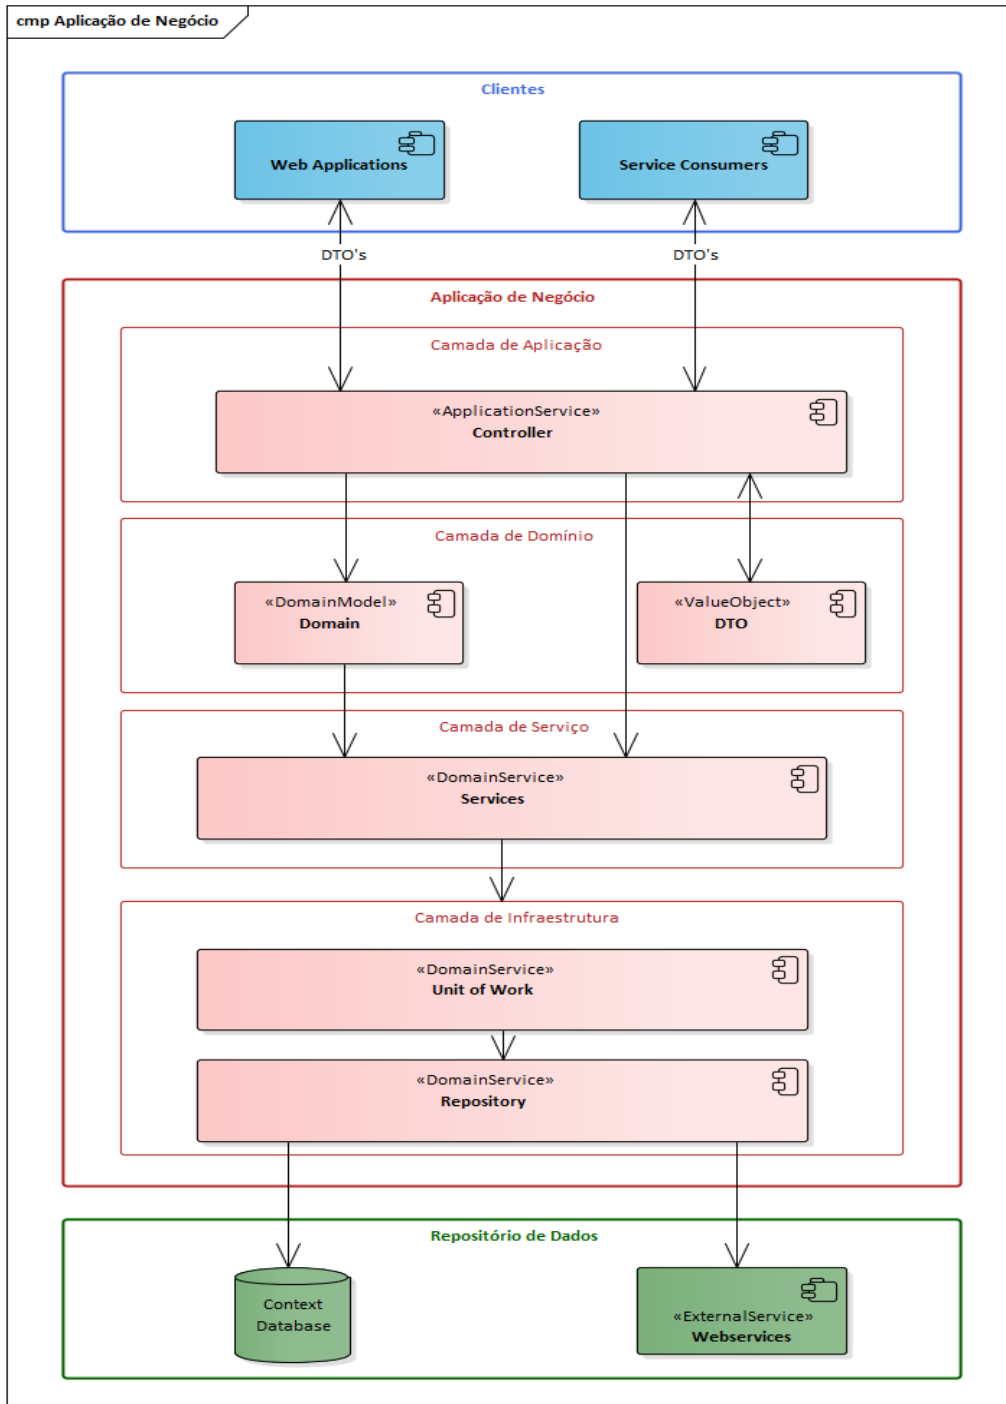 cmp Aplicação de Negócio
Clientes
Web Applications
Service Consumers
DTO's
DTO's
Aplicação de Negócio
Camada de Aplicação
«ApplicationService»
Controller
Camada de Domínio
«DomainModel»
Domain
«ValueObject»
DTO
Camada de Serviço
«DomainService»
Services
Camada de Infraestrutura
«DomainService»
Unit of Work
«DomainService»
Repository
Repositório de Dados
Context
Database
«ExternalService»
Webservices